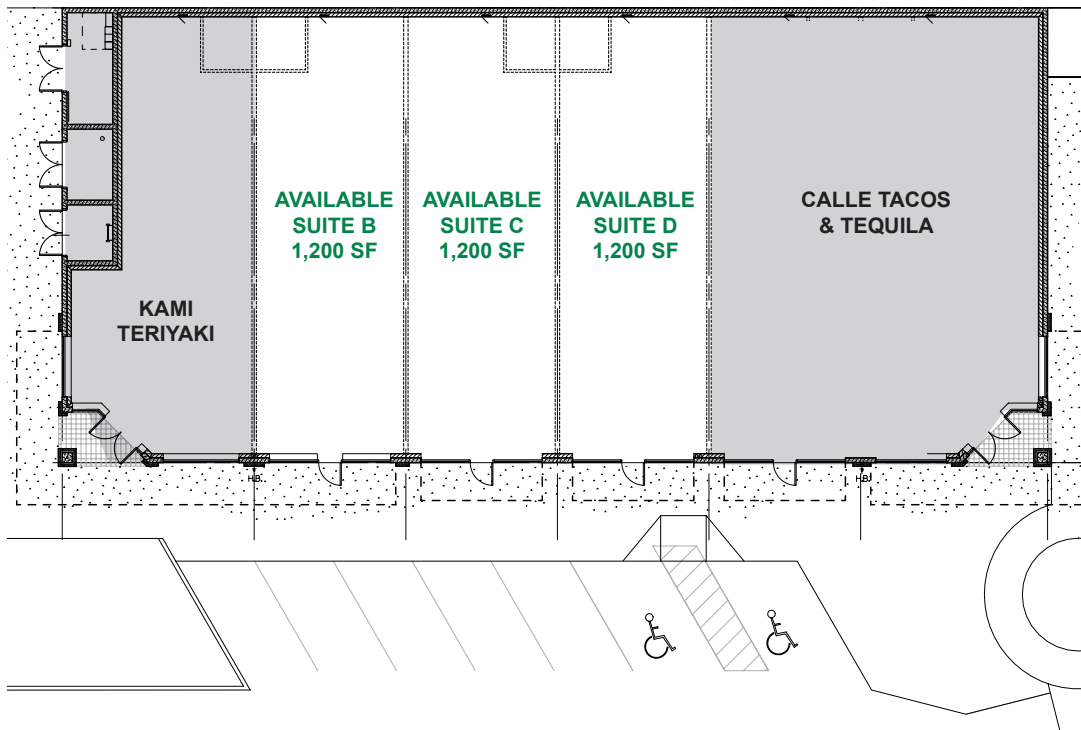 AVAILABLE
SUITE B
1,200 SF
AVAILABLE
SUITE C
1,200 SF
AVAILABLE
SUITE D
1,200 SF
CALLE TACOS
& TEQUILA
KAMI
TERIYAKI
H.B.
H.B.